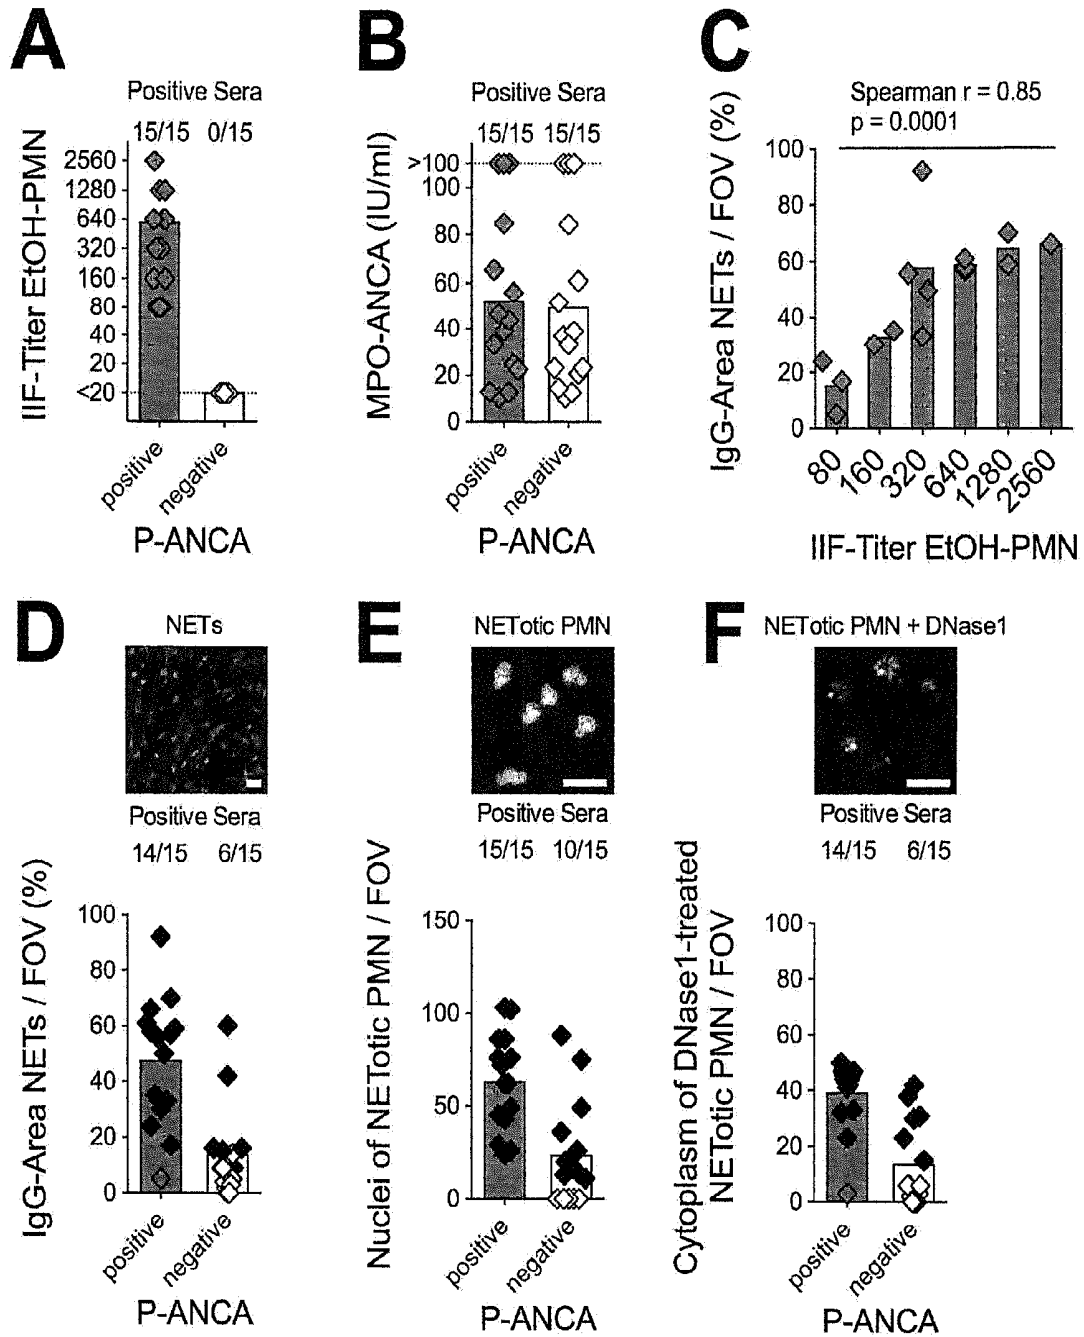 A
Positive Sera
15/15 0/15
IIF-Titer EtOH-PMN
2560
1280
640
320
160
80
40
20
<20
positive
negative
P-ANCA
B
Positive Sera
15/15 15/15
MPO-ANCA (IU/ml)
>100
100
80
60
40
20
0
positive
negative
P-ANCA
C
Spearman r = 0.85
p = 0.0001
IgG-Area NETs / FOV (%)
100
80
60
40
20
0
80
160
320
640
1280
2560
IIF-Titer EtOH-PMN
D
NETs
Positive Sera
14/15 6/15
IgG-Area NETs / FOV (%)
100
80
60
40
20
0
positive
negative
P-ANCA
E
NETotic PMN
Positive Sera
15/15 10/15
Nuclei of NETotic PMN / FOV
150
100
50
0
positive
negative
P-ANCA
F
NETotic PMN + DNase1
Positive Sera
14/15 6/15
Cytoplasm of DNase1-treated
NETotic PMN / FOV
100
80
60
40
20
0
positive
negative
P-ANCA